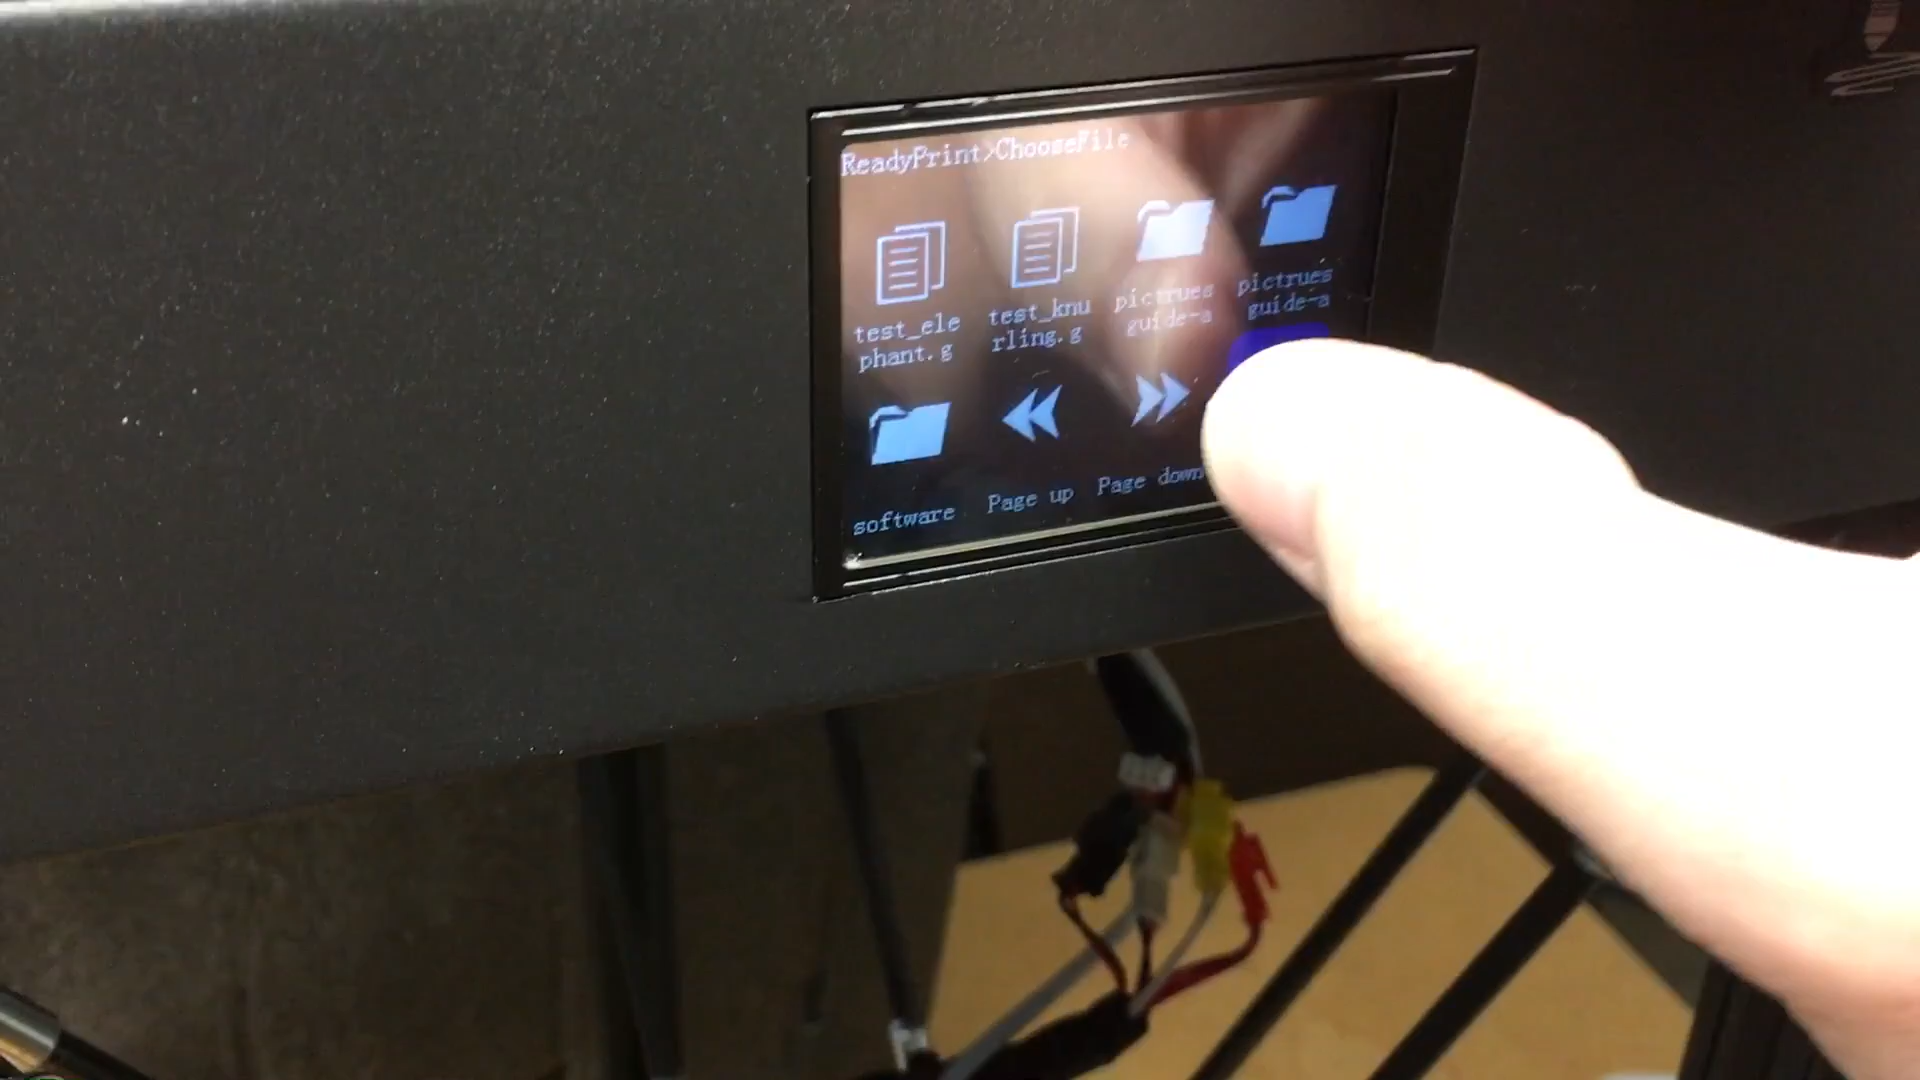 ReadyPrint>ChooseFile
test_ele
phant.g
test_knu
rling.g
pictrues
guide-a
pictrues
guide-a
software
Page up
Page down